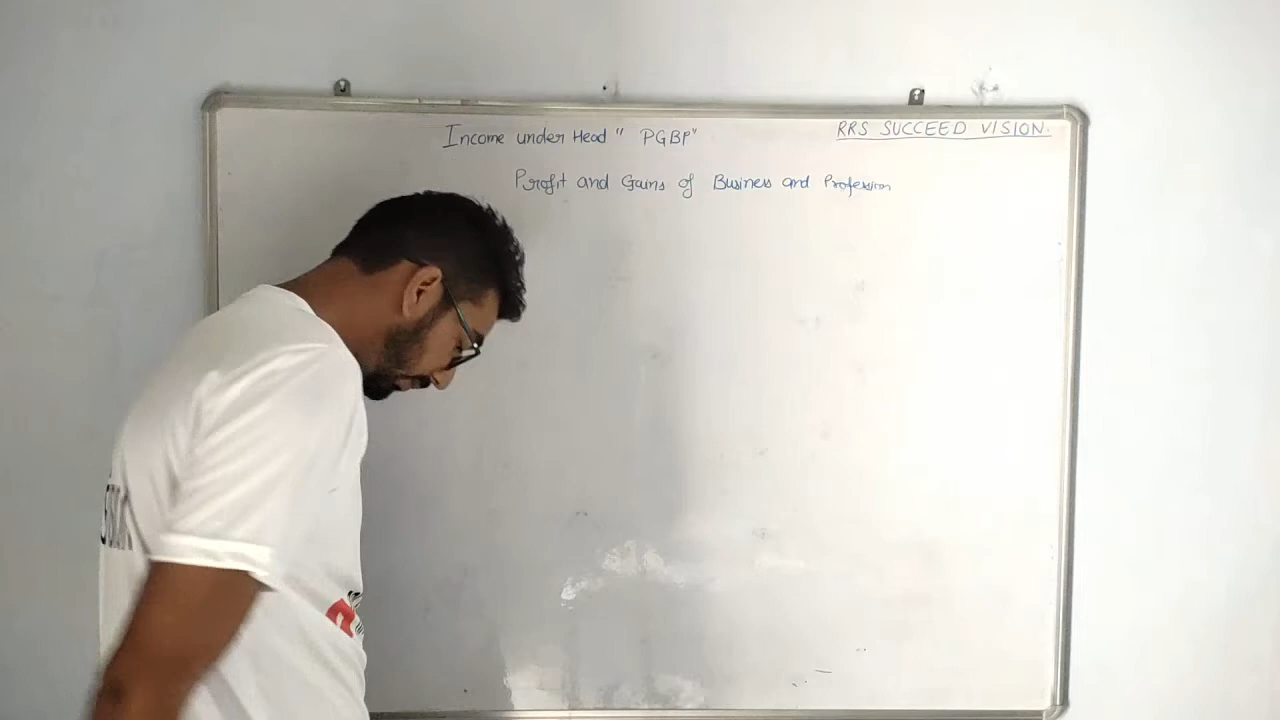 Income under Head " PGBP"
RRS SUCCEED VISION.
Profit and Gains of Business and Profession